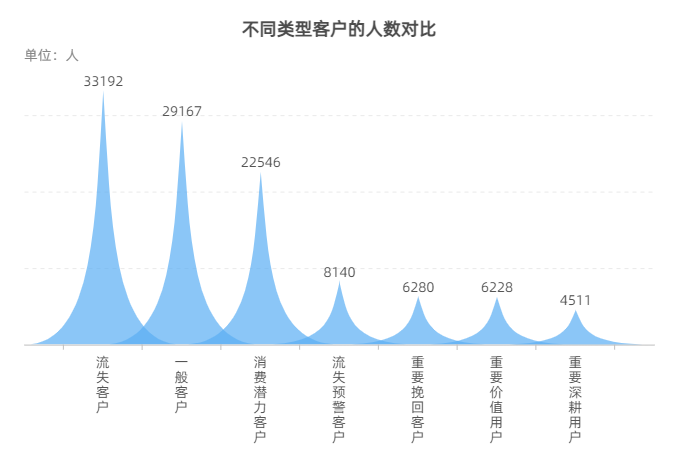 不同类型客户的人数对比
单位：人
33192
29167
22546
8140
6280
6228
4511
流失客户
一般客户
消费潜力客户
流失预警客户
重要挽回客户
重要价值用户
重要深耕用户